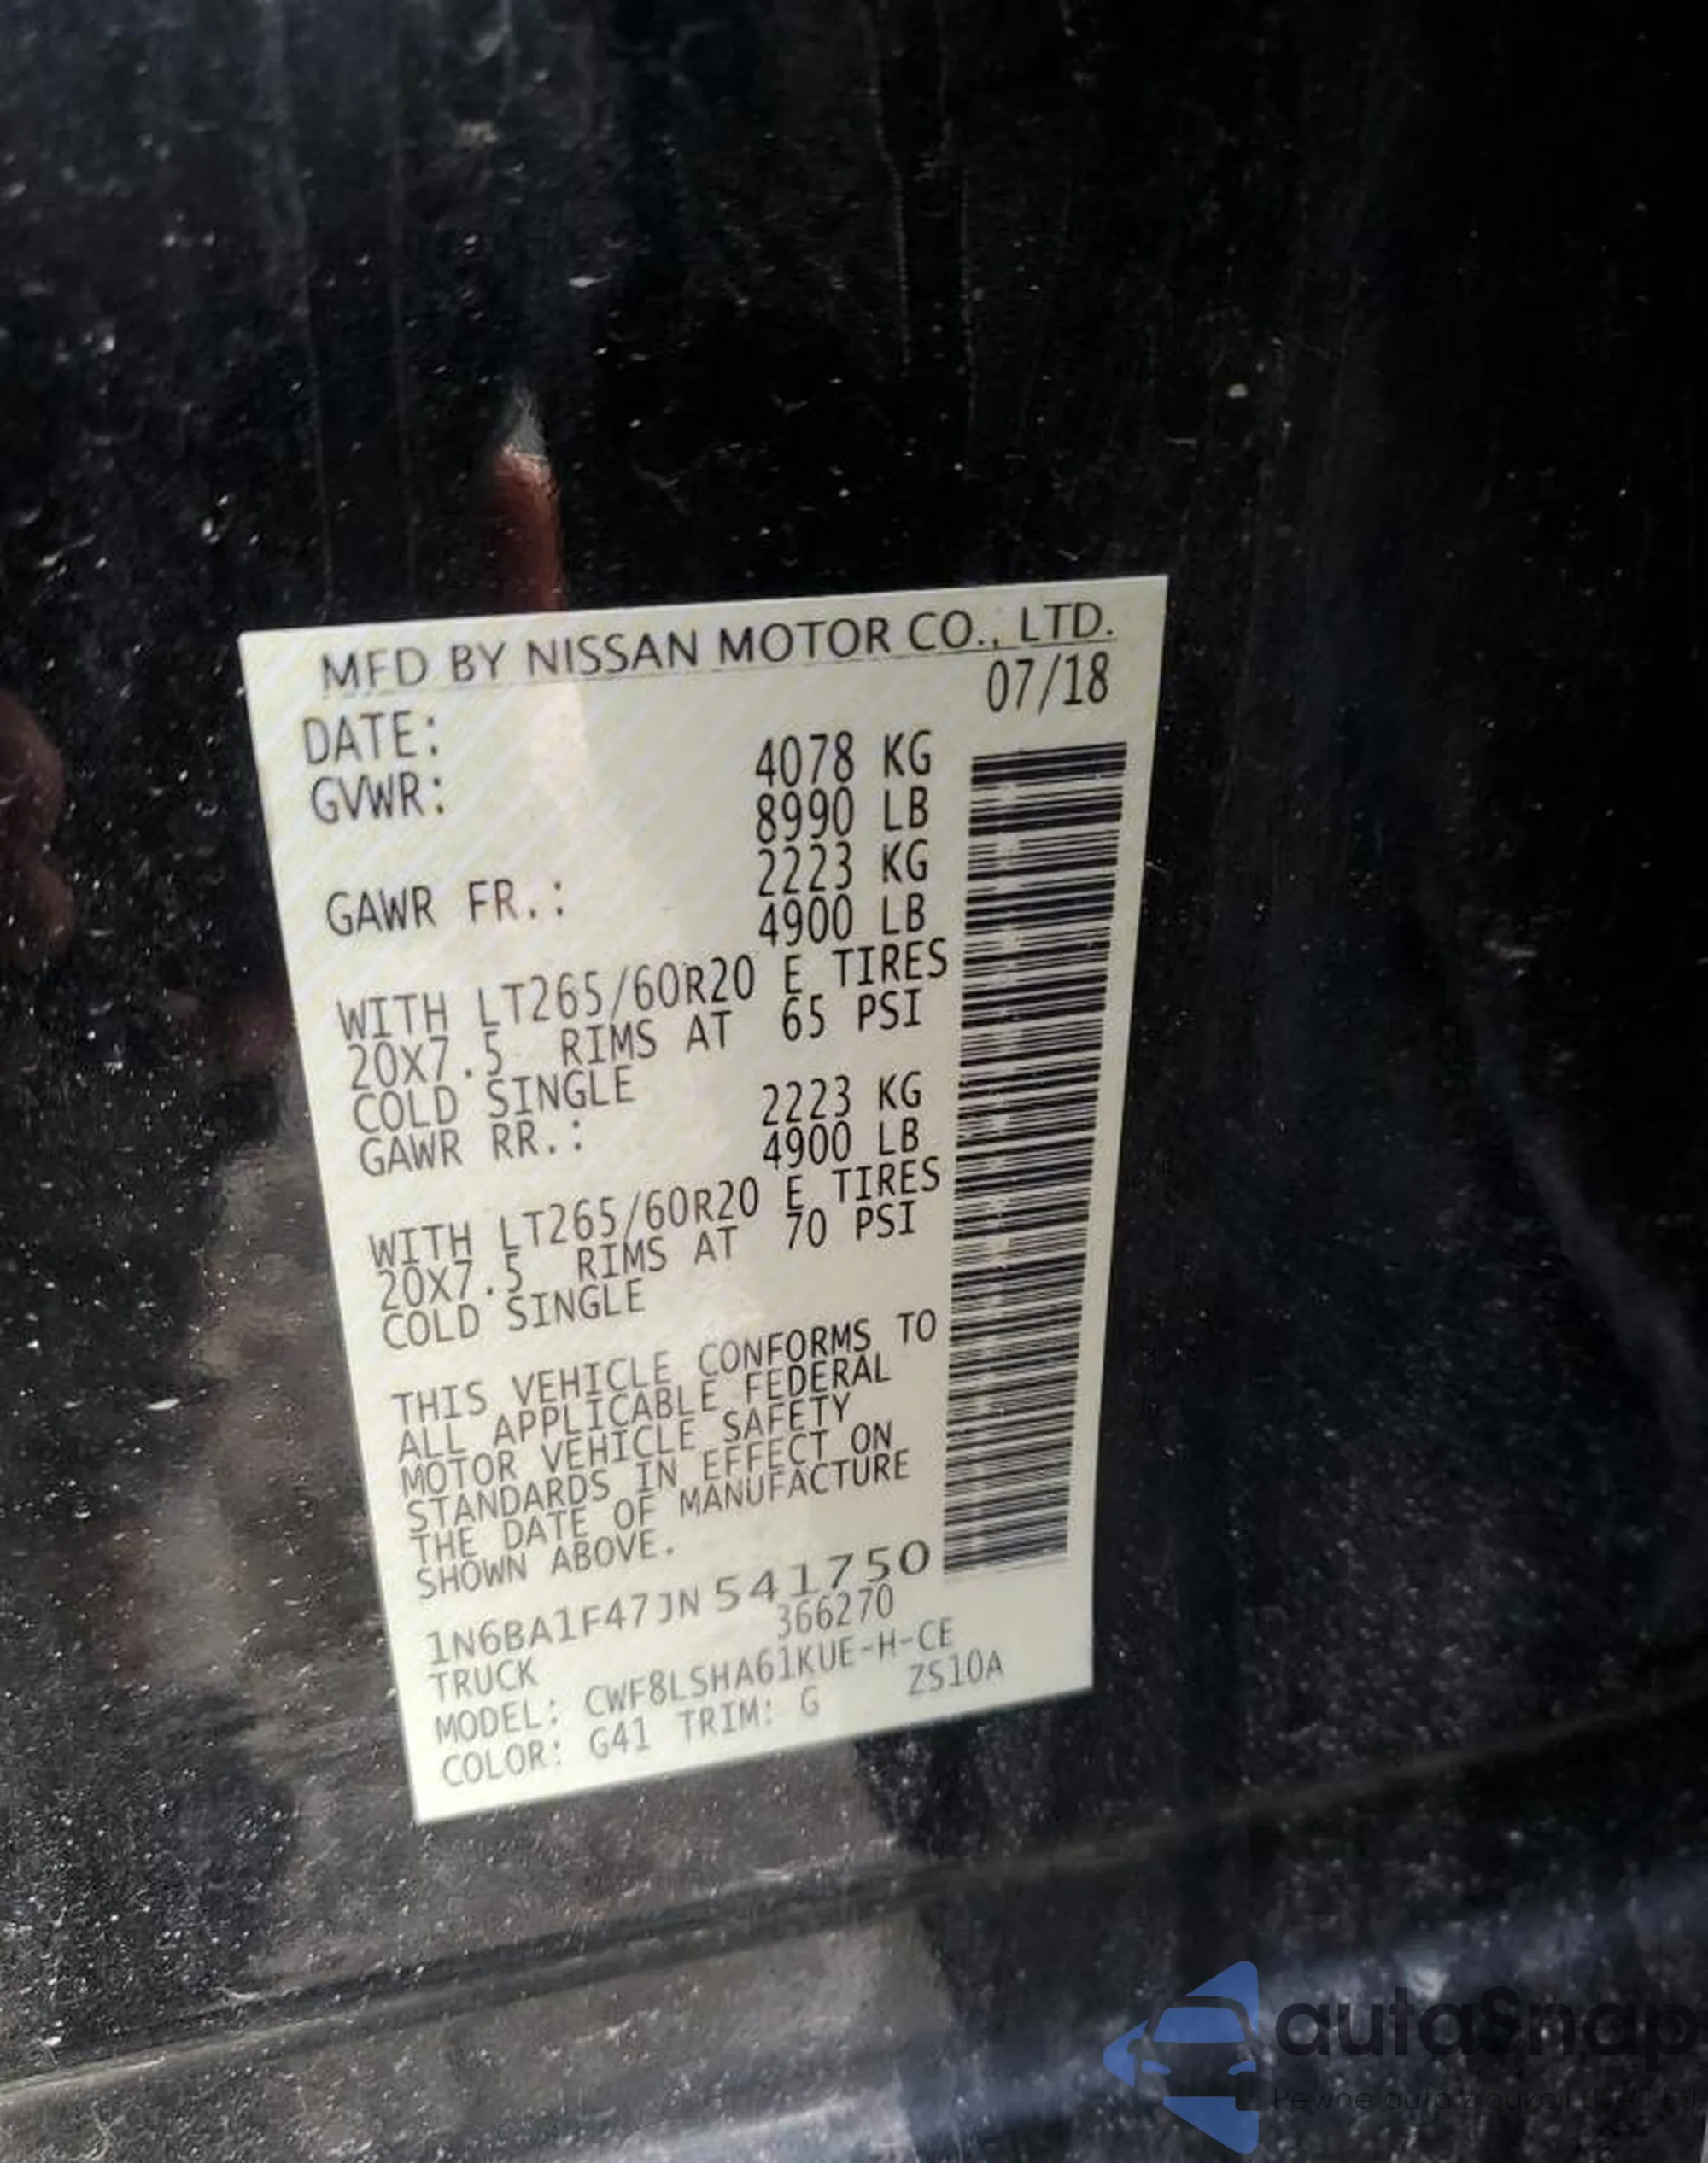 MFD BY NISSAN MOTOR CO., LTD.
DATE: 07/18
GVWR: 4078 KG
8990 LB
GAWR FR.: 2223 KG
4900 LB
WITH LT265/60R20 E TIRES
20X7.5 RIMS AT 65 PSI
COLD SINGLE
GAWR RR.: 2223 KG
4900 LB
WITH LT265/60R20 E TIRES
20X7.5 RIMS AT 70 PSI
COLD SINGLE
THIS VEHICLE CONFORMS TO
ALL APPLICABLE FEDERAL
MOTOR VEHICLE SAFETY
STANDARDS IN EFFECT ON
THE DATE OF MANUFACTURE
SHOWN ABOVE.
1N6BA1F47JN541750
TRUCK 366270
MODEL: CWF8LSHA61KUE-H-CE
COLOR: G41 TRIM: G ZS10A
autaSnap
Pewne auto z